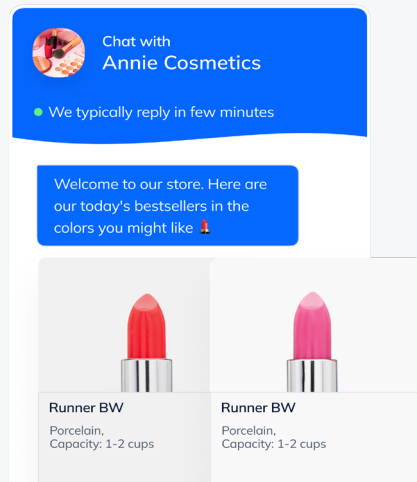 Chat with
Annie Cosmetics
We typically reply in few minutes
Welcome to our store. Here are
our today's bestsellers in the
colors you might like
Runner BW
Porcelain,
Capacity: 1-2 cups
Runner BW
Porcelain,
Capacity: 1-2 cups